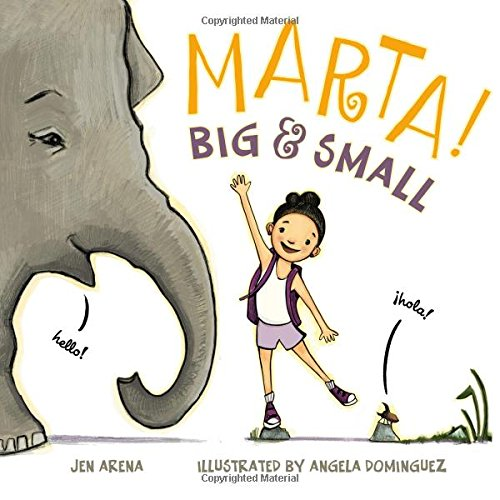 Copyrighted Material
MARTA!
BIG & SMALL
hello!
¡hola!
JEN ARENA
ILLUSTRATED BY ANGELA DOMINGUEZ
Copyrighted Material